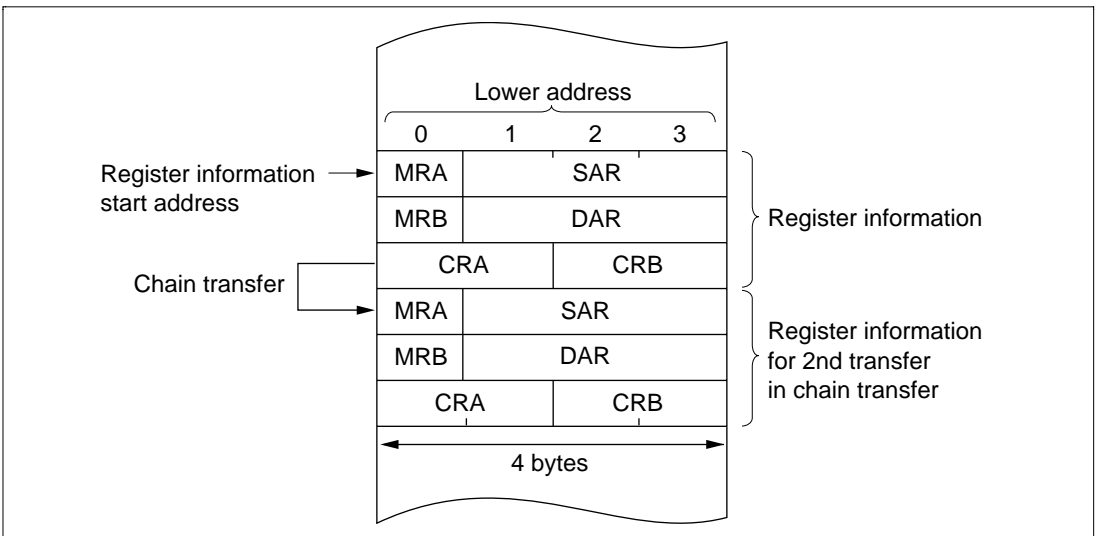 Lower address
0 1 2 3
Register information
start address
MRA SAR
MRB DAR
Register information
CRA CRB
Chain transfer
MRA SAR
MRB DAR
CRA CRB
Register information
for 2nd transfer
in chain transfer
4 bytes